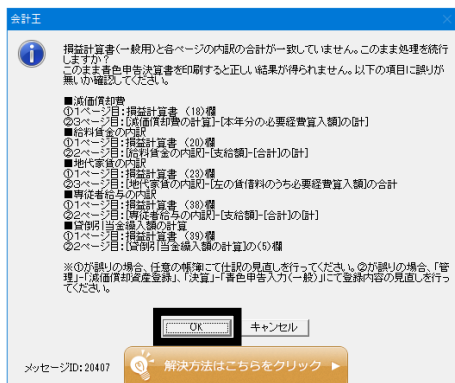 会計王
損益計算書(一般用)と各ページの内訳の合計が一致していません。このまま処理を続行
しますか？
このまま青色申告決算書を印刷すると正しい結果が得られません。以下の項目に誤りが
無いか確認してください。
■減価償却費
①1ページ目:損益計算書 (18)欄
②3ページ目:[減価償却費の計算]-[本年分の必要経費算入額]の[計]
■給料賃金の内訳
①1ページ目:損益計算書 (20)欄
②2ページ目:[給料賃金の内訳]-[支給額]-[合計]の[計]
■地代家賃の内訳
①1ページ目:損益計算書 (23)欄
②3ページ目:[地代家賃の内訳]-[左の賃借料のうち必要経費算入額]の合計
■専従者給与の内訳
①1ページ目:損益計算書 (38)欄
②2ページ目:[専従者給与の内訳]-[支給額]-[合計]の[計]
■貸倒引当金繰入額の計算
①1ページ目:損益計算書 (39)欄
②2ページ目:[貸倒引当金繰入額の計算]の(5)欄
※①が誤りの場合、任意の帳簿にて仕訳の見直しを行ってください。②が誤りの場合、「管
理」-「減価償却資産登録」、「決算」-「青色申告入力(一般)」にて登録内容の見直しを行っ
てください。
OK
キャンセル
メッセージID:20407
解決方法はこちらをクリック